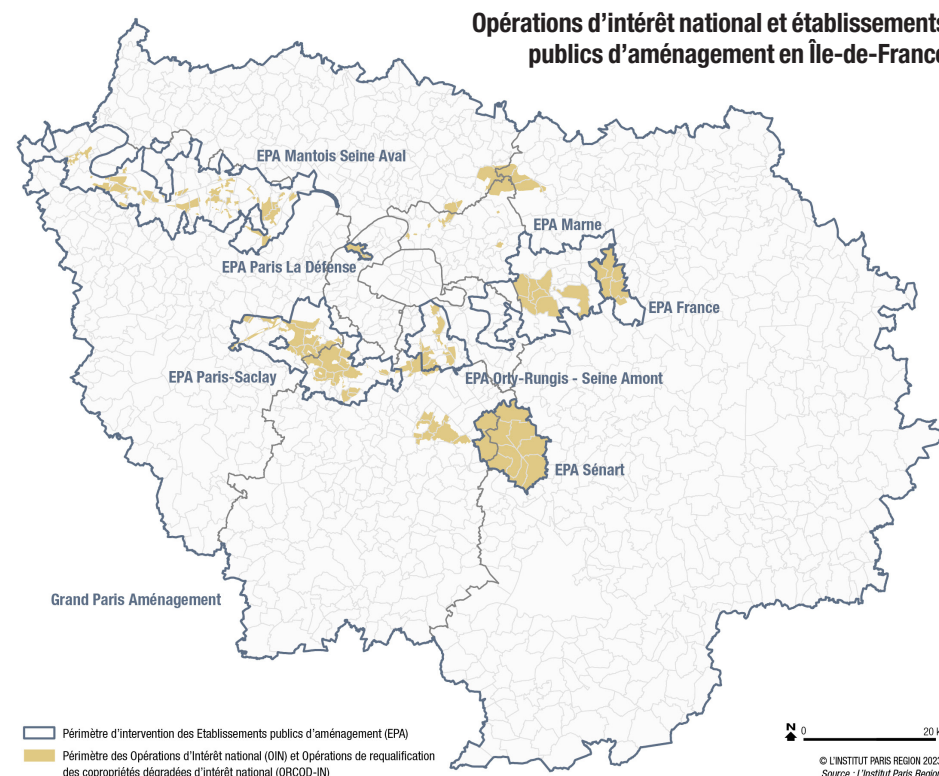 Opérations d'intérêt national et établissements
publics d'aménagement en Île-de-France
EPA Mantois Seine Aval
EPA Marne
EPA Paris La Défense
EPA France
EPA Paris-Saclay
EPA Orly-Rungis - Seine Amont
EPA Sénart
Grand Paris Aménagement
Périmètre d'intervention des Etablissements publics d'aménagement (EPA)
Périmètre des Opérations d'Intérêt national (OIN) et Opérations de requalification
des copropriétés dégradées d'intérêt national (ORCOD-IN)
N
0 20 k
© L'INSTITUT PARIS REGION 2023
Source : L'Institut Paris Region